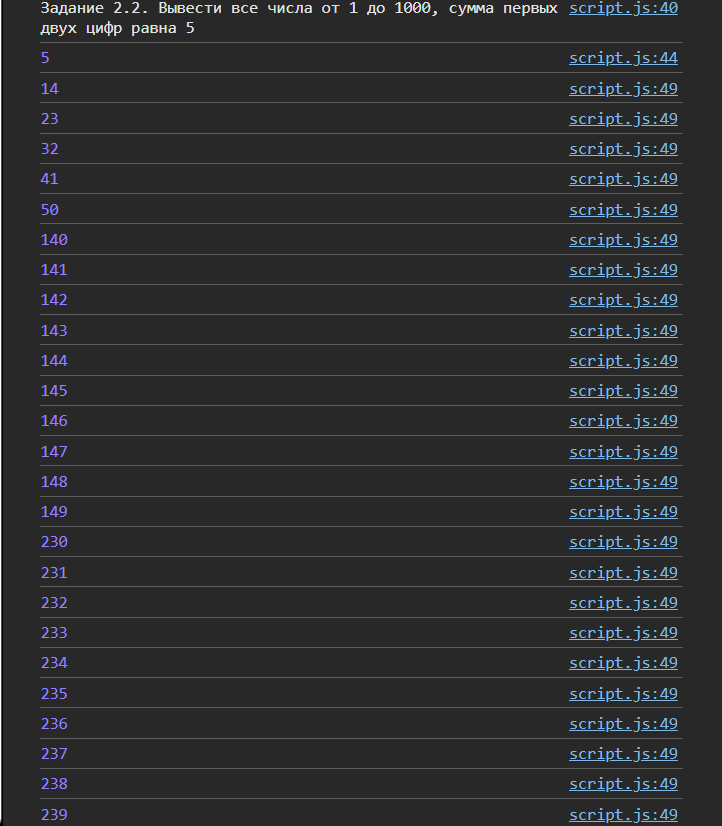 Задание 2.2. Вывести все числа от 1 до 1000, сумма первых script.js:40
двух цифр равна 5
5 script.js:44
14 script.js:49
23 script.js:49
32 script.js:49
41 script.js:49
50 script.js:49
140 script.js:49
141 script.js:49
142 script.js:49
143 script.js:49
144 script.js:49
145 script.js:49
146 script.js:49
147 script.js:49
148 script.js:49
149 script.js:49
230 script.js:49
231 script.js:49
232 script.js:49
233 script.js:49
234 script.js:49
235 script.js:49
236 script.js:49
237 script.js:49
238 script.js:49
239 script.js:49